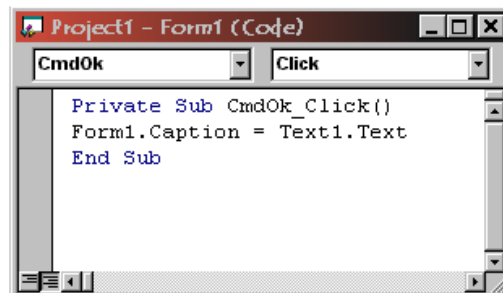 Project1 - Form1 (Code)
CmdOk Click
Private Sub CmdOk_Click()
Form1.Caption = Text1.Text
End Sub